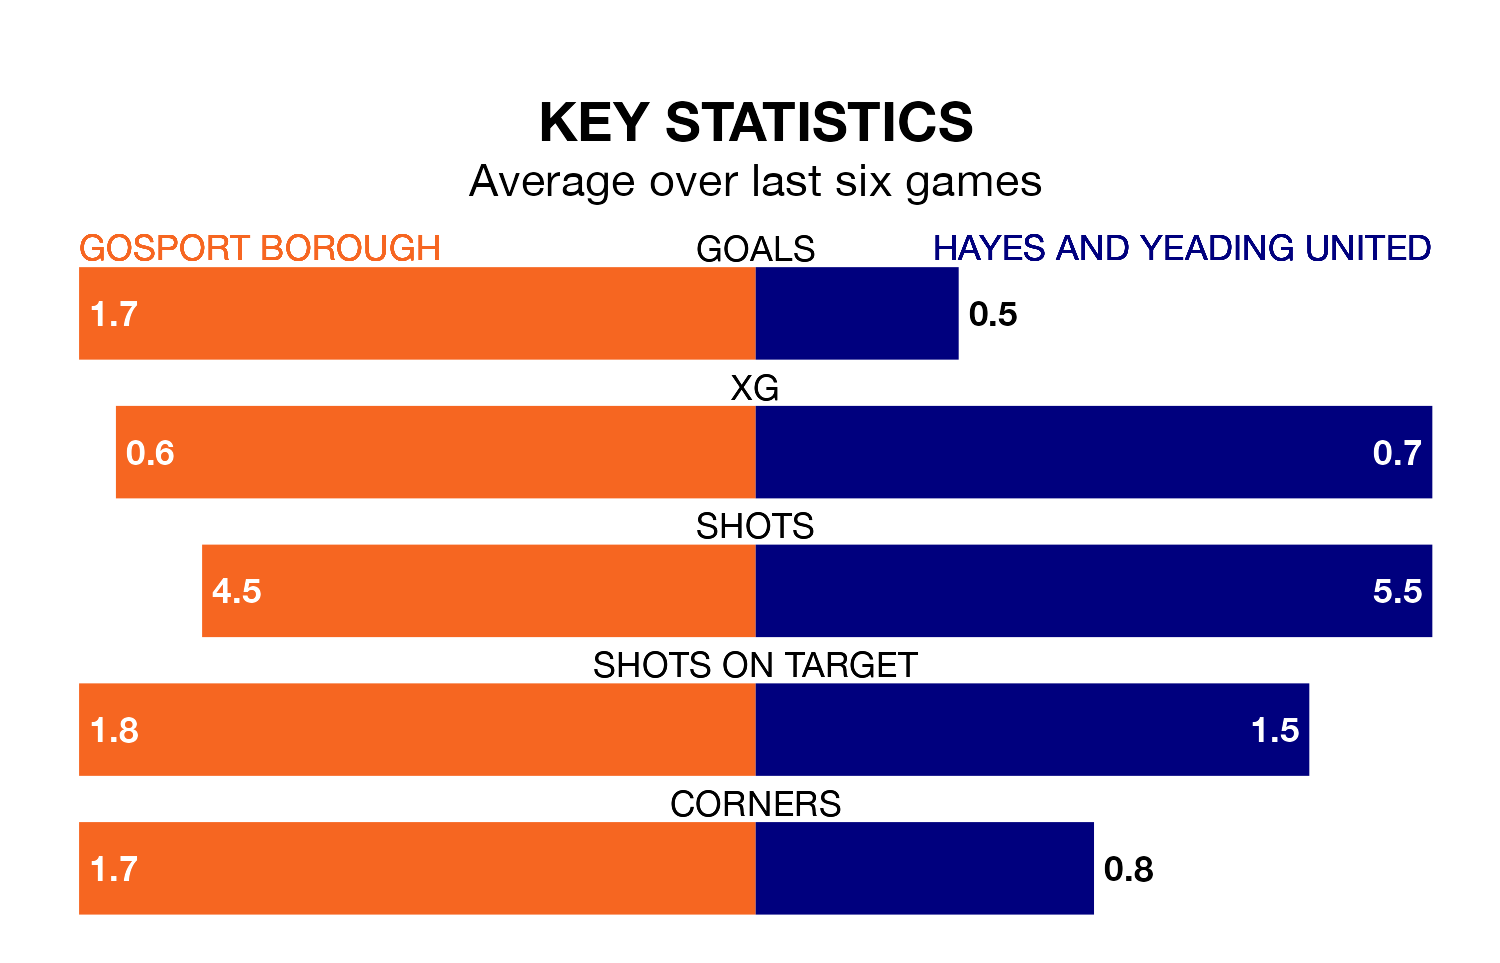 KEY STATISTICS
Average over last six games
GOSPORT BOROUGH GOALS HAYES AND YEADING UNITED
1.7 0.5
XG
0.6 0.7
SHOTS
4.5 5.5
SHOTS ON TARGET
1.8 1.5
CORNERS
1.7 0.8